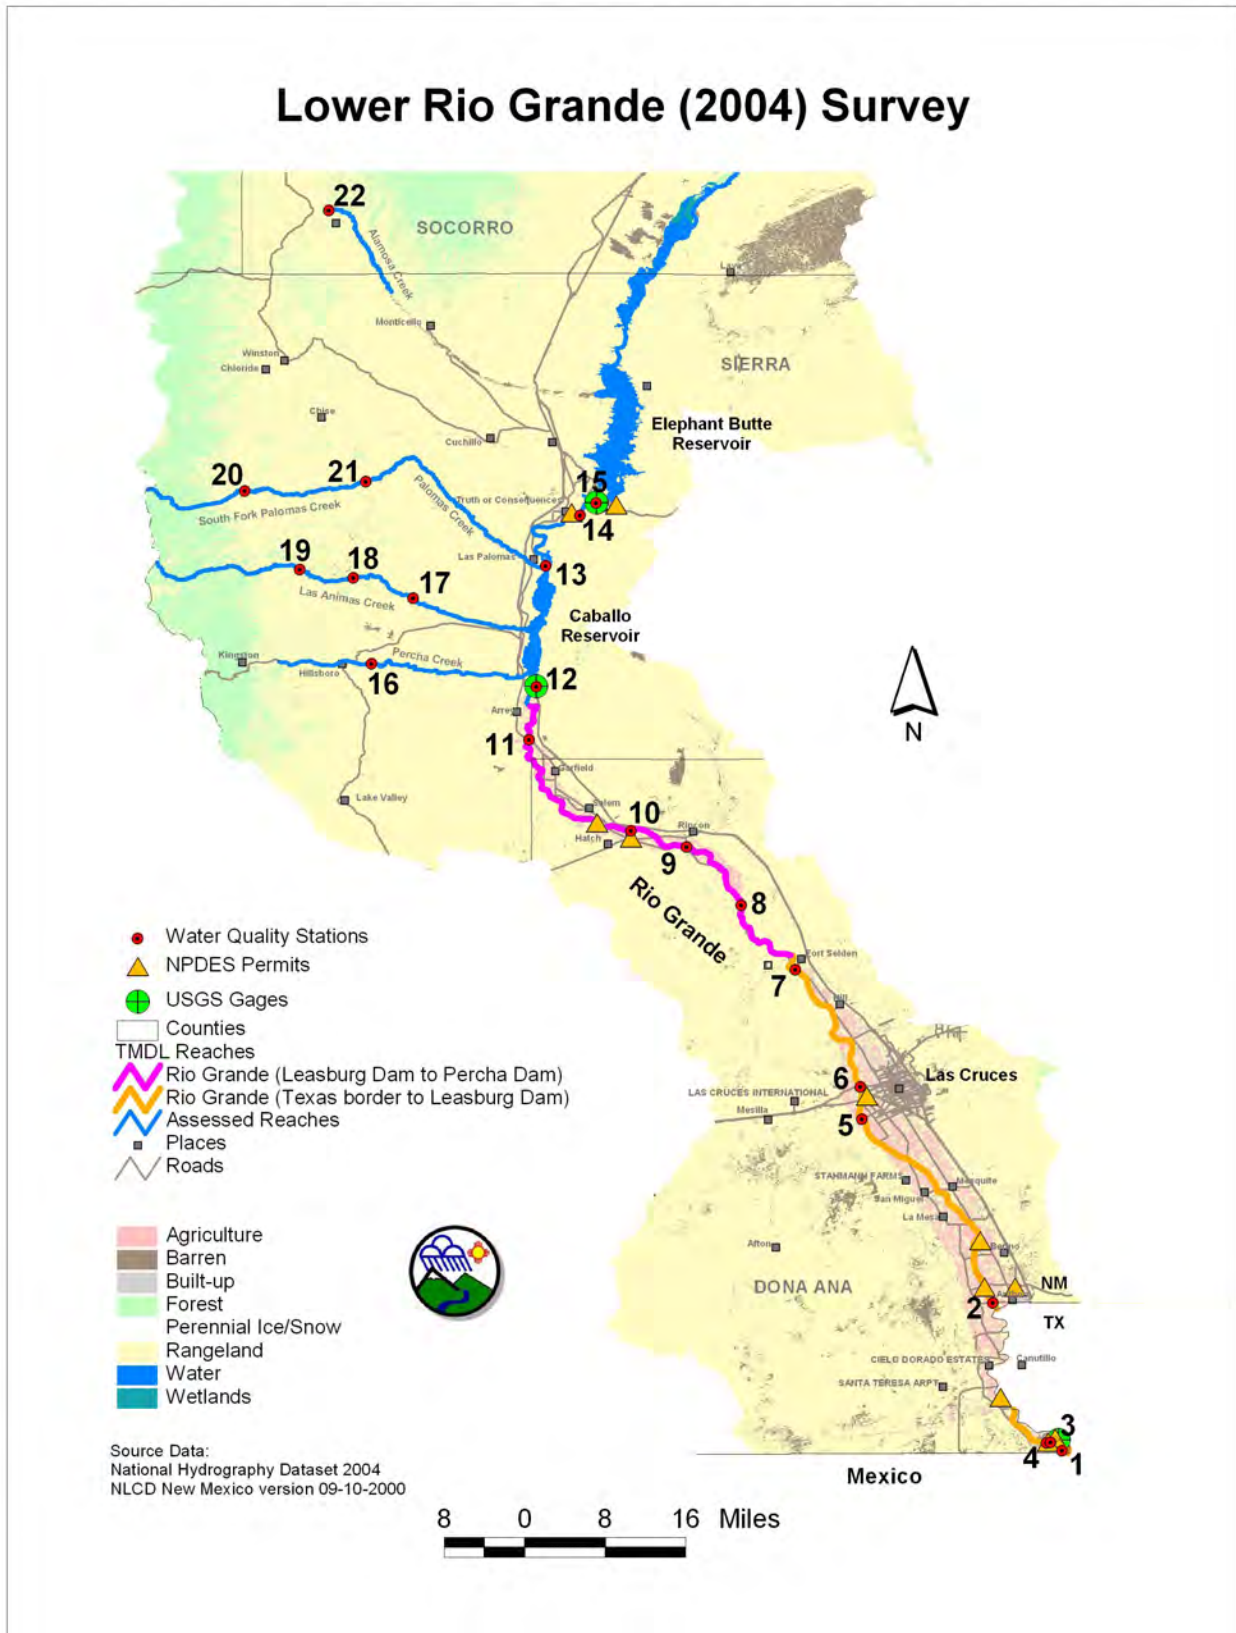 Lower Rio Grande (2004) Survey
22
SOCORRO
Alamosa Creek
Monticello
Winston
Chloride
SIERRA
Chise
Elephant Butte
Reservoir
Cuchillo
20
21
15
Truth or Consequences
South Fork Palomas Creek
Palomas Creek
14
Las Palomas
13
19
18
17
Las Animas Creek
Caballo
Reservoir
Kingston
Percha Creek
Hillsboro
16
12
Arrey
N
11
Garfield
Lake Valley
Salem
10
Rincon
Hatch
9
Rio Grande
8
Fort Selden
7
Water Quality Stations
NPDES Permits
USGS Gages
Counties
TMDL Reaches
Rio Grande (Leasburg Dam to Percha Dam)
Rio Grande (Texas border to Leasburg Dam)
Assessed Reaches
Places
Roads
6
Las Cruces
LAS CRUCES INTERNATIONAL
Mesilla
5
STAHMANN FARMS
Mesquite
San Miguel
La Mesa
Afton
DONA ANA
NM
2
TX
CIELO DORADO ESTATES
Canutillo
SANTA TERESA ARPT
3
4
1
Mexico
Agriculture
Barren
Built-up
Forest
Perennial Ice/Snow
Rangeland
Water
Wetlands
Source Data:
National Hydrography Dataset 2004
NLCD New Mexico version 09-10-2000
8 0 8 16 Miles